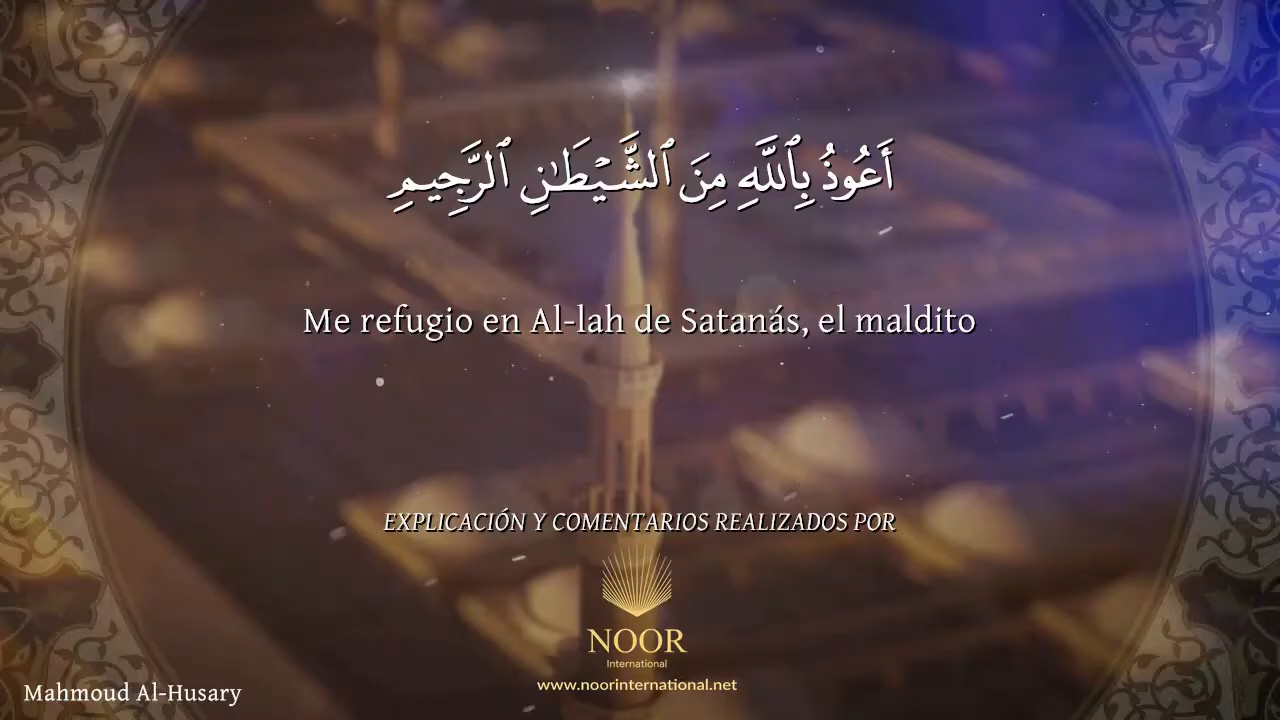 أَعُوذُ بِٱللَّهِ مِنَ ٱلشَّيْطَٰنِ ٱلرَّجِيمِ
Me refugio en Al-lah de Satanás, el maldito
EXPLICACIÓN Y COMENTARIOS REALIZADOS POR
NOOR
International
www.noorinternational.net
Mahmoud Al-Husary